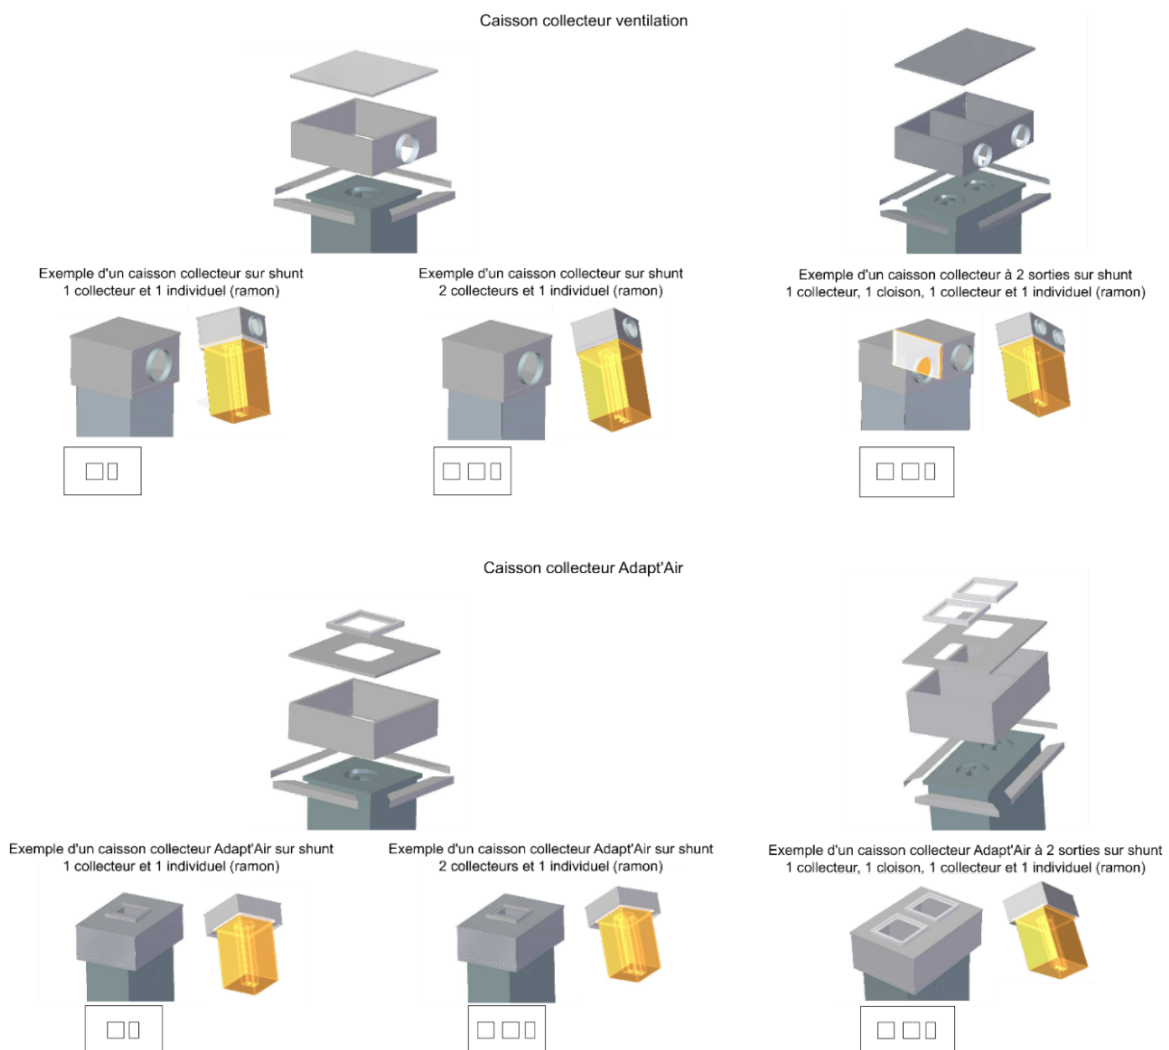 Caisson collecteur ventilation
Exemple d'un caisson collecteur sur shunt
1 collecteur et 1 individuel (ramon)
Exemple d'un caisson collecteur sur shunt
2 collecteurs et 1 individuel (ramon)
Exemple d'un caisson collecteur à 2 sorties sur shunt
1 collecteur, 1 cloison, 1 collecteur et 1 individuel (ramon)
Caisson collecteur Adapt'Air
Exemple d'un caisson collecteur Adapt'Air sur shunt
1 collecteur et 1 individuel (ramon)
Exemple d'un caisson collecteur Adapt'Air sur shunt
2 collecteurs et 1 individuel (ramon)
Exemple d'un caisson collecteur Adapt'Air à 2 sorties sur shunt
1 collecteur, 1 cloison, 1 collecteur et 1 individuel (ramon)